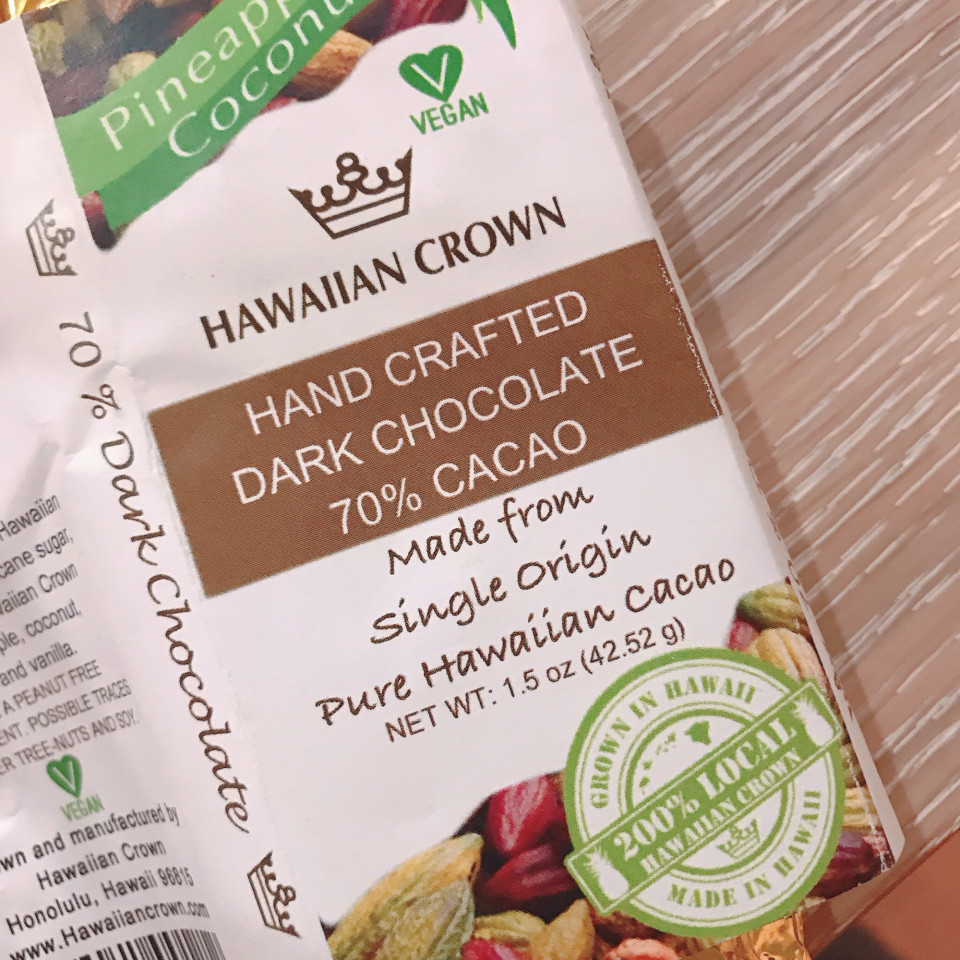 Pineapp
Coconu
VEGAN
HAWAIIAN CROWN
HAND CRAFTED
DARK CHOCOLATE
70% CACAO
Made from
Single Origin
Pure Hawaiian Cacao
NET WT: 1.5 oz (42.52 g)
GROWN IN HAWAII
200% LOCAL
HAWAIIAN CROWN
MADE IN HAWAII
70 % Dark Chocolate
Hawaiian
cane sugar,
aiian Crown
ple, coconut,
and vanilla.
A PEANUT FREE
ENT. POSSIBLE TRACES
ER TREE-NUTS AND SOY.
VEGAN
wn and manufactured by
Hawaiian Crown
Honolulu, Hawaii 96815
www.Hawaiiancrown.com